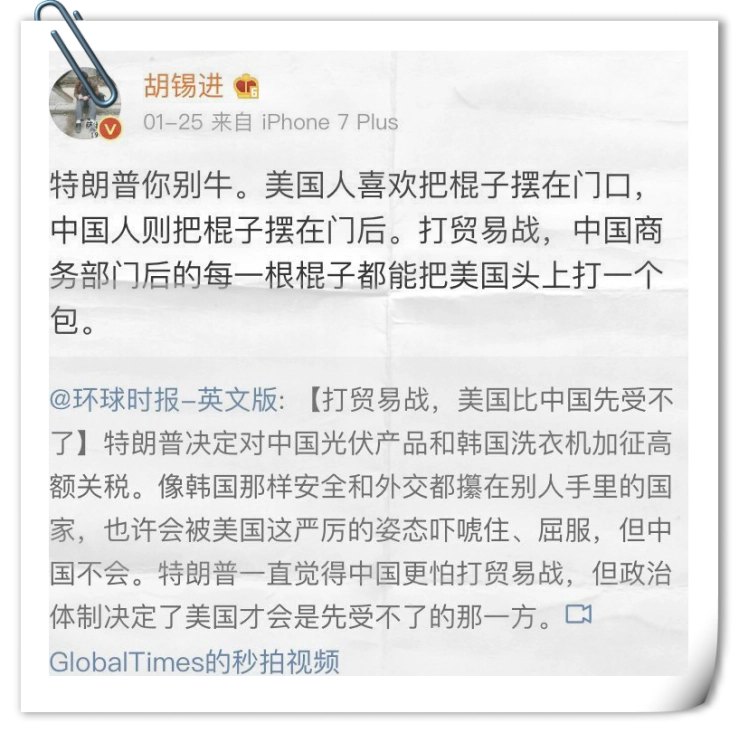 胡锡进
01-25 来自 iPhone 7 Plus
特朗普你别牛。美国人喜欢把棍子摆在门口，
中国人则把棍子摆在门后。打贸易战，中国商
务部门后的每一根棍子都能把美国头上打一个
包。
@环球时报-英文版: 【打贸易战，美国比中国先受不
了】特朗普决定对中国光伏产品和韩国洗衣机加征高
额关税。像韩国那样安全和外交都攥在别人手里的国
家，也许会被美国这严厉的姿态吓唬住、屈服，但中
国不会。特朗普一直觉得中国更怕打贸易战，但政治
体制决定了美国才会是先受不了的那一方。
GlobalTimes的秒拍视频